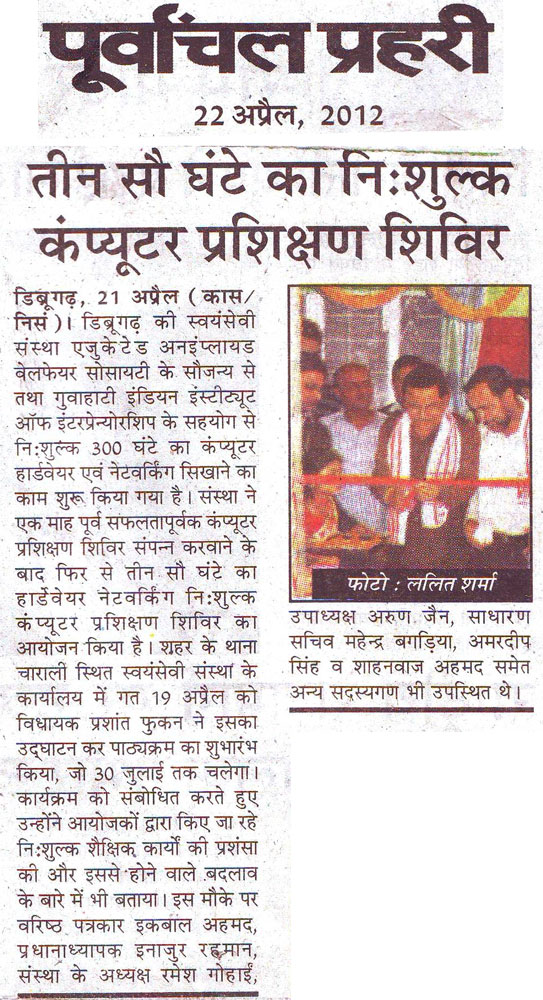 पूर्वांचल प्रहरी
22 अप्रैल, 2012
तीन सौ घंटे का नि:शुल्क
कंप्यूटर प्रशिक्षण शिविर
डिब्रूगढ़, 21 अप्रैल (कास/
निसं)। डिब्रूगढ़ की स्वयंसेवी
संस्था एजुकेटेड अनइंप्लायड
वेलफेयर सोसायटी के सौजन्य से
तथा गुवाहाटी इंडियन इंस्टीट्यूट
ऑफ इंटरप्रेन्योरशिप के सहयोग से
नि:शुल्क 300 घंटे का कंप्यूटर
हार्डवेयर एवं नेटवर्किंग सिखाने का
काम शुरू किया गया है। संस्था ने
एक माह पूर्व सफलतापूर्वक कंप्यूटर
प्रशिक्षण शिविर संपन्न करवाने के
बाद फिर से तीन सौ घंटे का
हार्डवेयर नेटवर्किंग नि:शुल्क
कंप्यूटर प्रशिक्षण शिविर का
आयोजन किया है। शहर के थाना
चाराली स्थित स्वयंसेवी संस्था के
कार्यालय में गत 19 अप्रैल को
विधायक प्रशांत फुकन ने इसका
उद्घाटन कर पाठ्यक्रम का शुभारंभ
किया, जो 30 जुलाई तक चलेगा।
कार्यक्रम को संबोधित करते हुए
उन्होंने आयोजकों द्वारा किए जा रहे
नि:शुल्क शैक्षिक कार्यों की प्रशंसा
की और इससे होने वाले बदलाव
के बारे में भी बताया। इस मौके पर
वरिष्ठ पत्रकार इकबाल अहमद,
प्रधानाध्यापक इनाजुर रहमान,
संस्था के अध्यक्ष रमेश गोहाईं,
फोटो : ललित शर्मा
उपाध्यक्ष अरुण जैन, साधारण
सचिव महेन्द्र बगड़िया, अमरदीप
सिंह व शाहनवाज अहमद समेत
अन्य सदस्यगण भी उपस्थित थे।